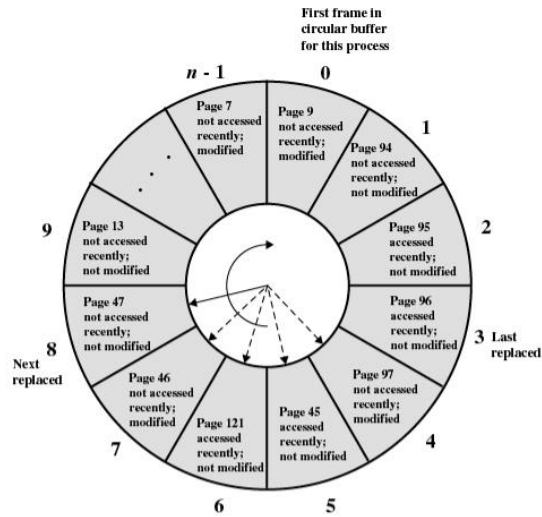 First frame in
circular buffer
for this process
n - 1
0
1
2
3
Last
replaced
4
5
6
7
8
Next
replaced
9
Page 7
not accessed
recently;
modified
Page 9
not accessed
recently;
modified
Page 94
not accessed
recently;
not modified
Page 95
accessed
recently;
not modified
Page 96
accessed
recently;
not modified
Page 97
not accessed
recently;
modified
Page 45
accessed
recently;
not modified
Page 121
accessed
recently;
not modified
Page 46
not accessed
recently;
modified
Page 47
not accessed
recently;
not modified
Page 13
not accessed
recently;
not modified
. . .